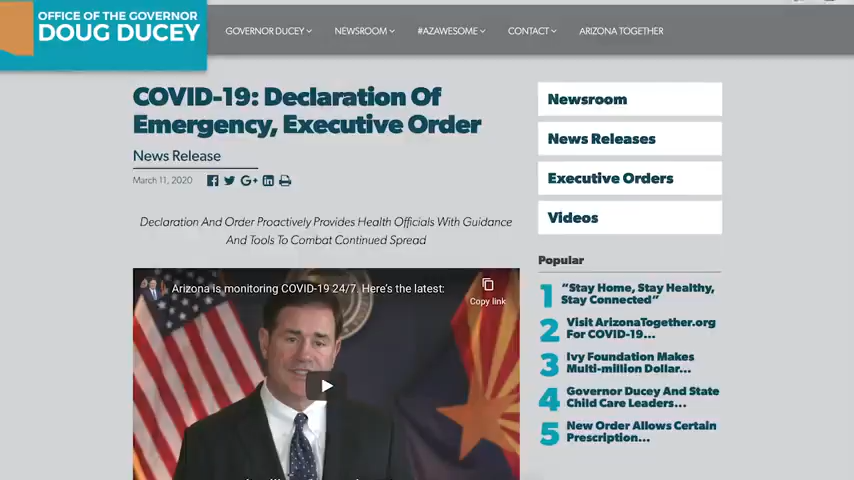 OFFICE OF THE GOVERNOR
DOUG DUCEY
GOVERNOR DUCEY
NEWSROOM
#AZAWESOME
CONTACT
ARIZONA TOGETHER
COVID-19: Declaration Of
Emergency, Executive Order
News Release
March 11, 2020
Declaration And Order Proactively Provides Health Officials With Guidance
And Tools To Combat Continued Spread
Arizona is monitoring COVID-19 24/7. Here's the latest:
Copy link
Newsroom
News Releases
Executive Orders
Videos
Popular
1 "Stay Home, Stay Healthy,
Stay Connected"
2 Visit ArizonaTogether.org
For COVID-19...
3 Ivy Foundation Makes
Multi-million Dollar...
4 Governor Ducey And State
Child Care Leaders...
5 New Order Allows Certain
Prescription...